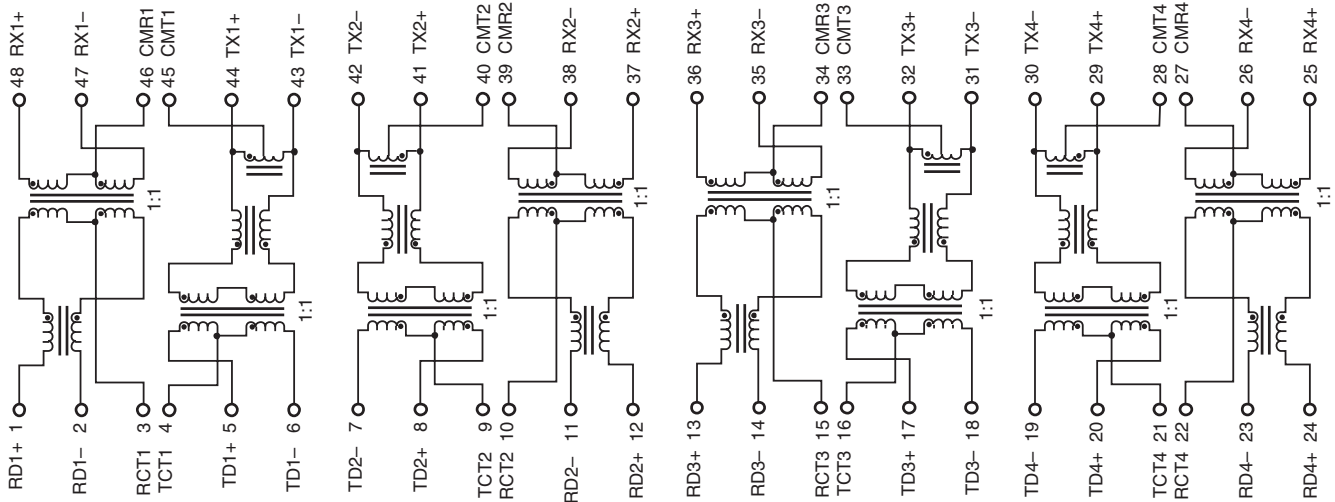 48 RX1+
47 RX1–
46 CMR1
45 CMT1
44 TX1+
43 TX1–
42 TX2–
41 TX2+
40 CMT2
39 CMR2
38 RX2–
37 RX2+
36 RX3+
35 RX3–
34 CMR3
33 CMT3
32 TX3+
31 TX3–
30 TX4–
29 TX4+
28 CMT4
27 CMR4
26 RX4–
25 RX4+
1:1
1:1
1:1
1:1
1:1
1:1
1:1
1:1
RD1+ 1
RD1– 2
RCT1 3
TCT1 4
TD1+ 5
TD1– 6
TD2– 7
TD2+ 8
TCT2 9
RCT2 10
RD2– 11
RD2+ 12
RD3+ 13
RD3– 14
RCT3 15
TCT3 16
TD3+ 17
TD3– 18
TD4– 19
TD4+ 20
TCT4 21
RCT4 22
RD4– 23
RD4+ 24